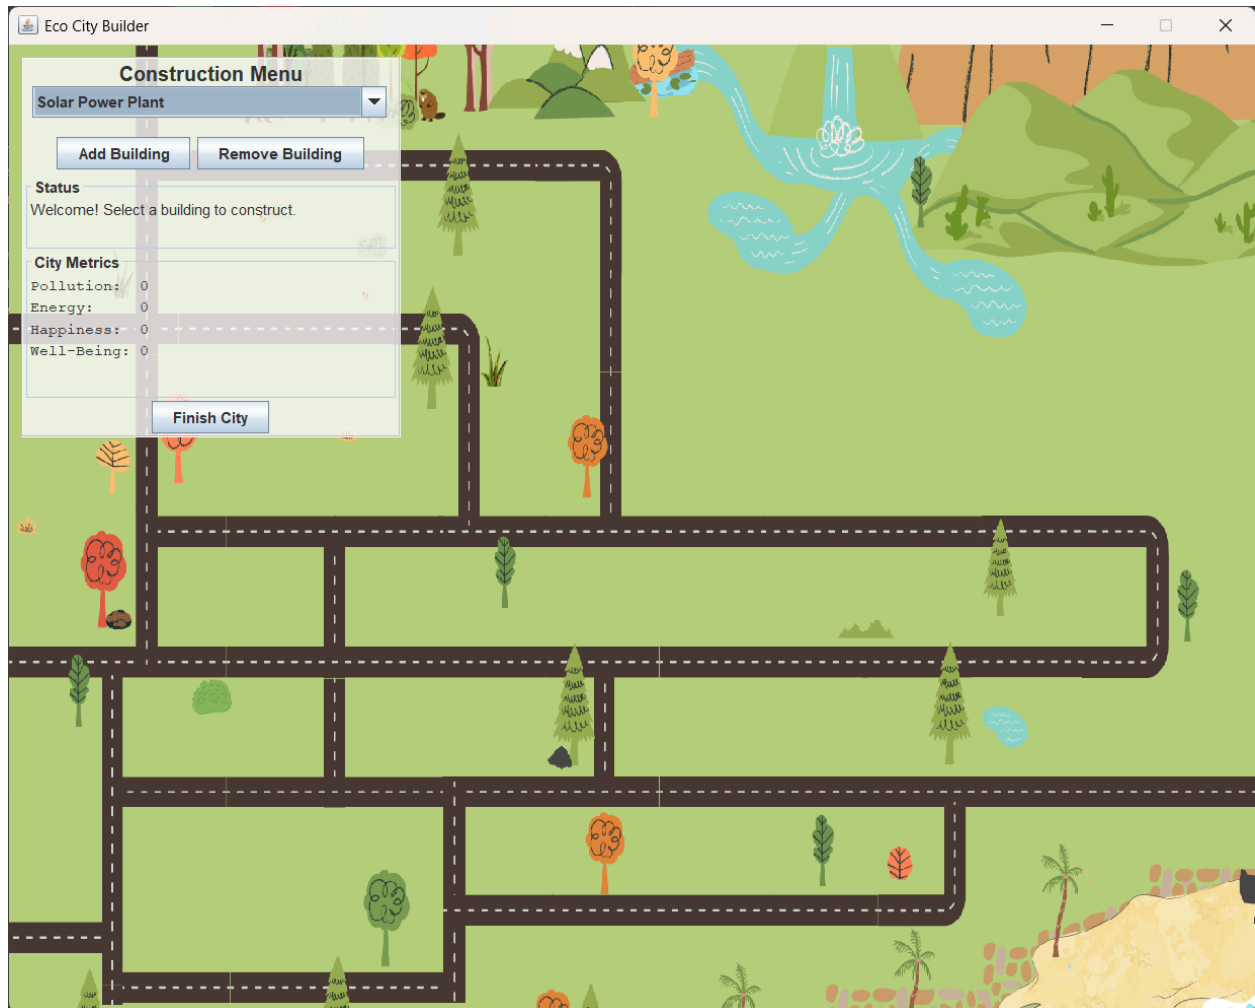 Eco City Builder
Construction Menu
Solar Power Plant
Add Building Remove Building
Status
Welcome! Select a building to construct.
City Metrics
Pollution: 0
Energy: 0
Happiness: 0
Well-Being: 0
Finish City